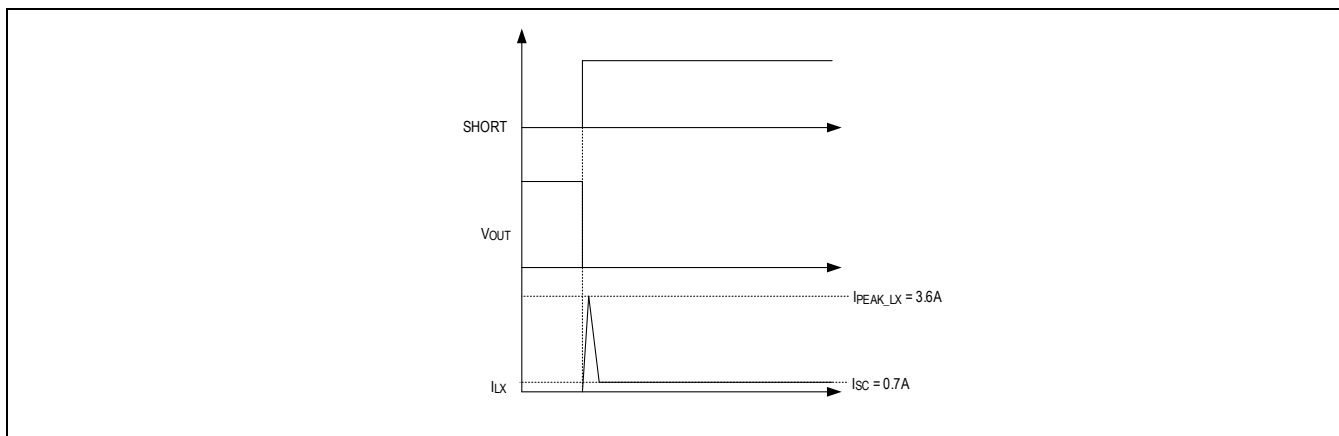 SHORT
VOUT
IPEAK_LX = 3.6A
ILX
ISC = 0.7A